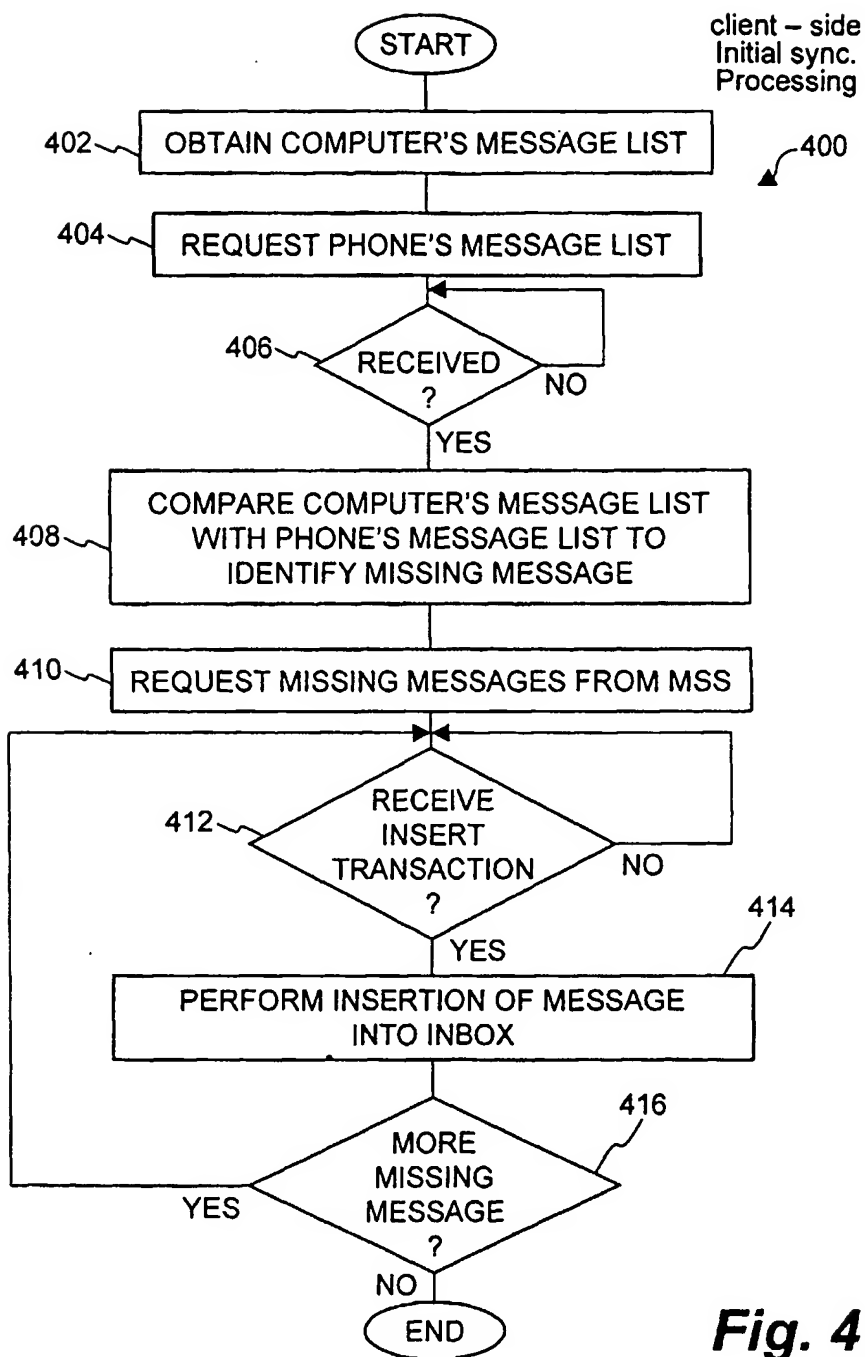 START
client – side
Initial sync.
Processing
400
402
OBTAIN COMPUTER'S MESSAGE LIST
404
REQUEST PHONE'S MESSAGE LIST
406
RECEIVED
?
NO
YES
408
COMPARE COMPUTER'S MESSAGE LIST
WITH PHONE'S MESSAGE LIST TO
IDENTIFY MISSING MESSAGE
410
REQUEST MISSING MESSAGES FROM MSS
412
RECEIVE
INSERT
TRANSACTION
?
NO
YES
414
PERFORM INSERTION OF MESSAGE
INTO INBOX
416
MORE
MISSING
MESSAGE
?
YES
NO
END
Fig. 4